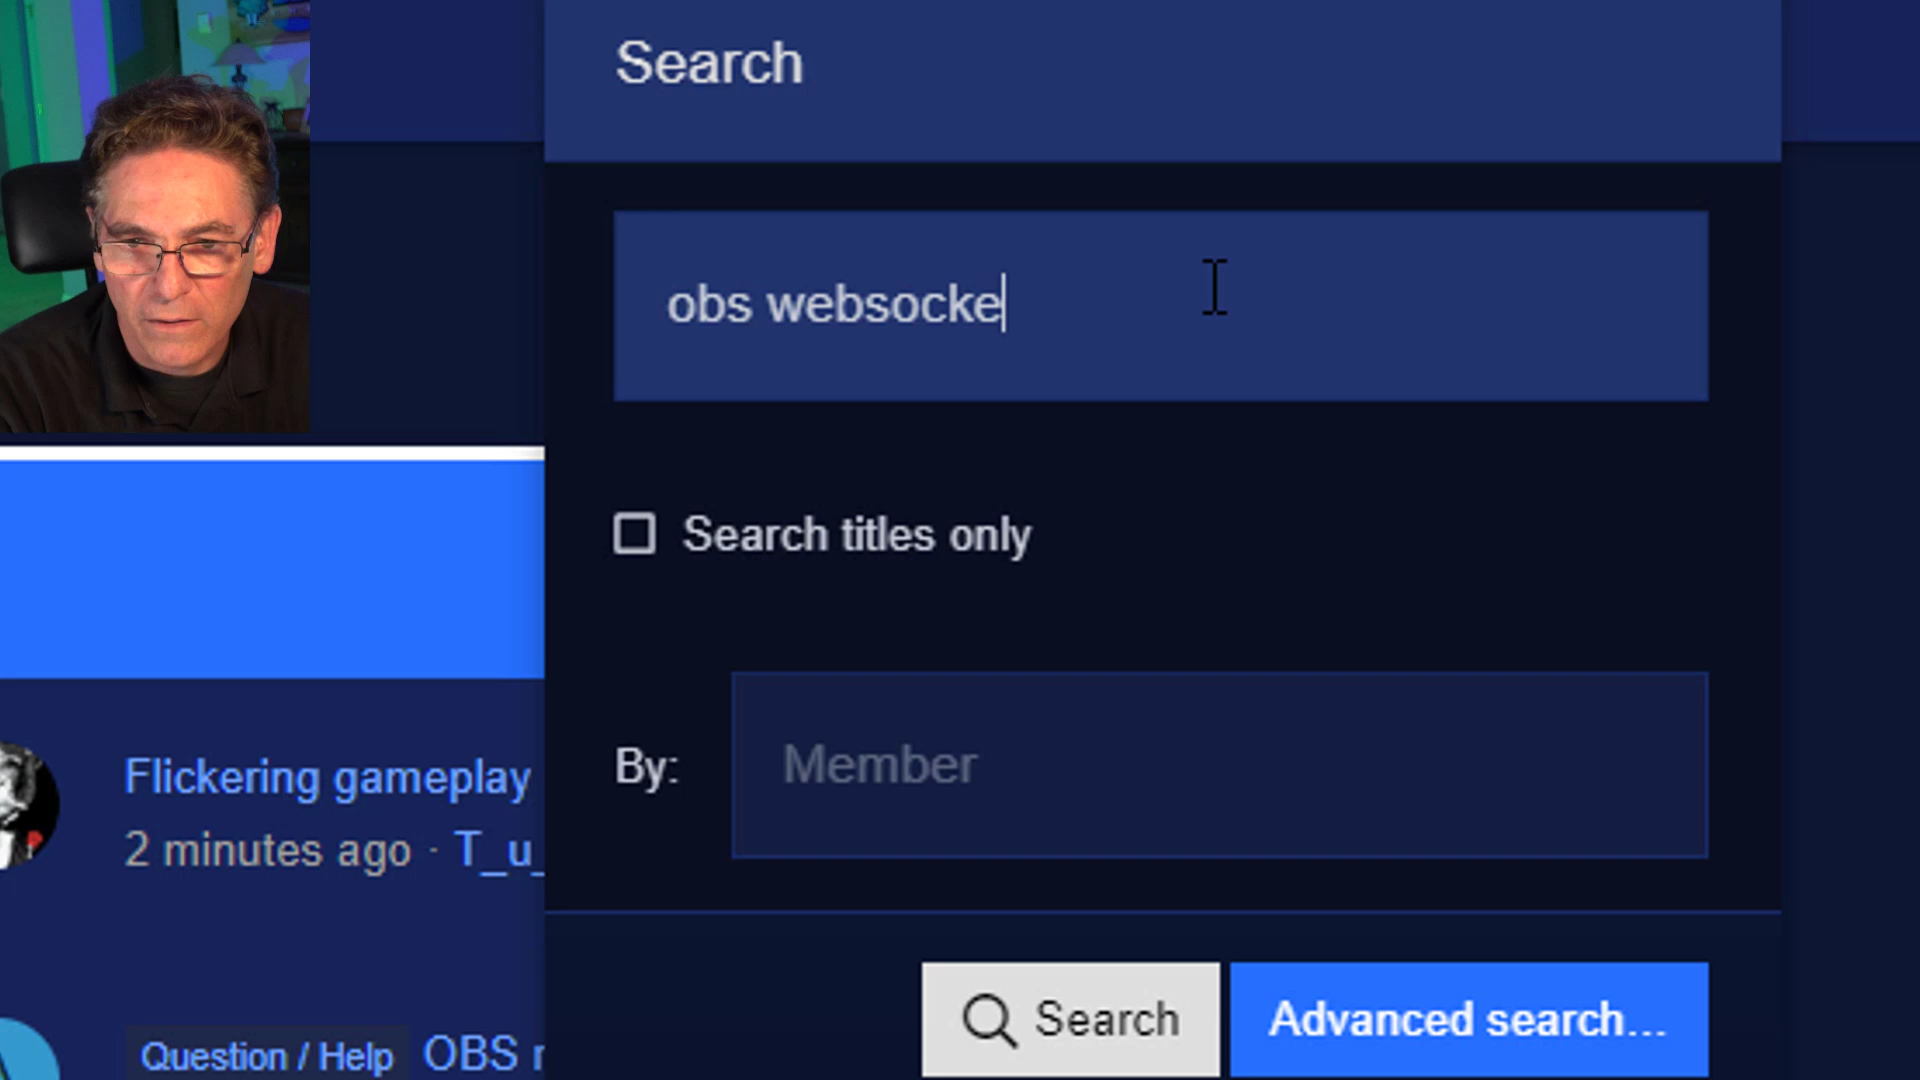 Search
obs websocke
Search titles only
By: Member
Flickering gameplay
2 minutes ago · T_u_
Question / Help OBS
Search
Advanced search...